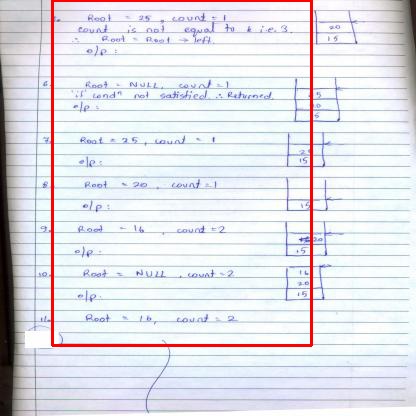 5. Root = 25, count = 1
count is not equal to k i.e. 3.
∴ Root = Root → left.
o/p :
20
15
6. Root = NULL, count = 1
'if' condⁿ not satisfied ∴ Returned.
o/p :
25
20
15
7. Root = 25, count = 1
o/p :
25
15
8. Root = 20, count = 1
o/p :
15
9. Root = 16, count = 2
o/p :
20
15
10. Root = NULL, count = 2
o/p.
16
20
15
11. Root = 16, count = 2